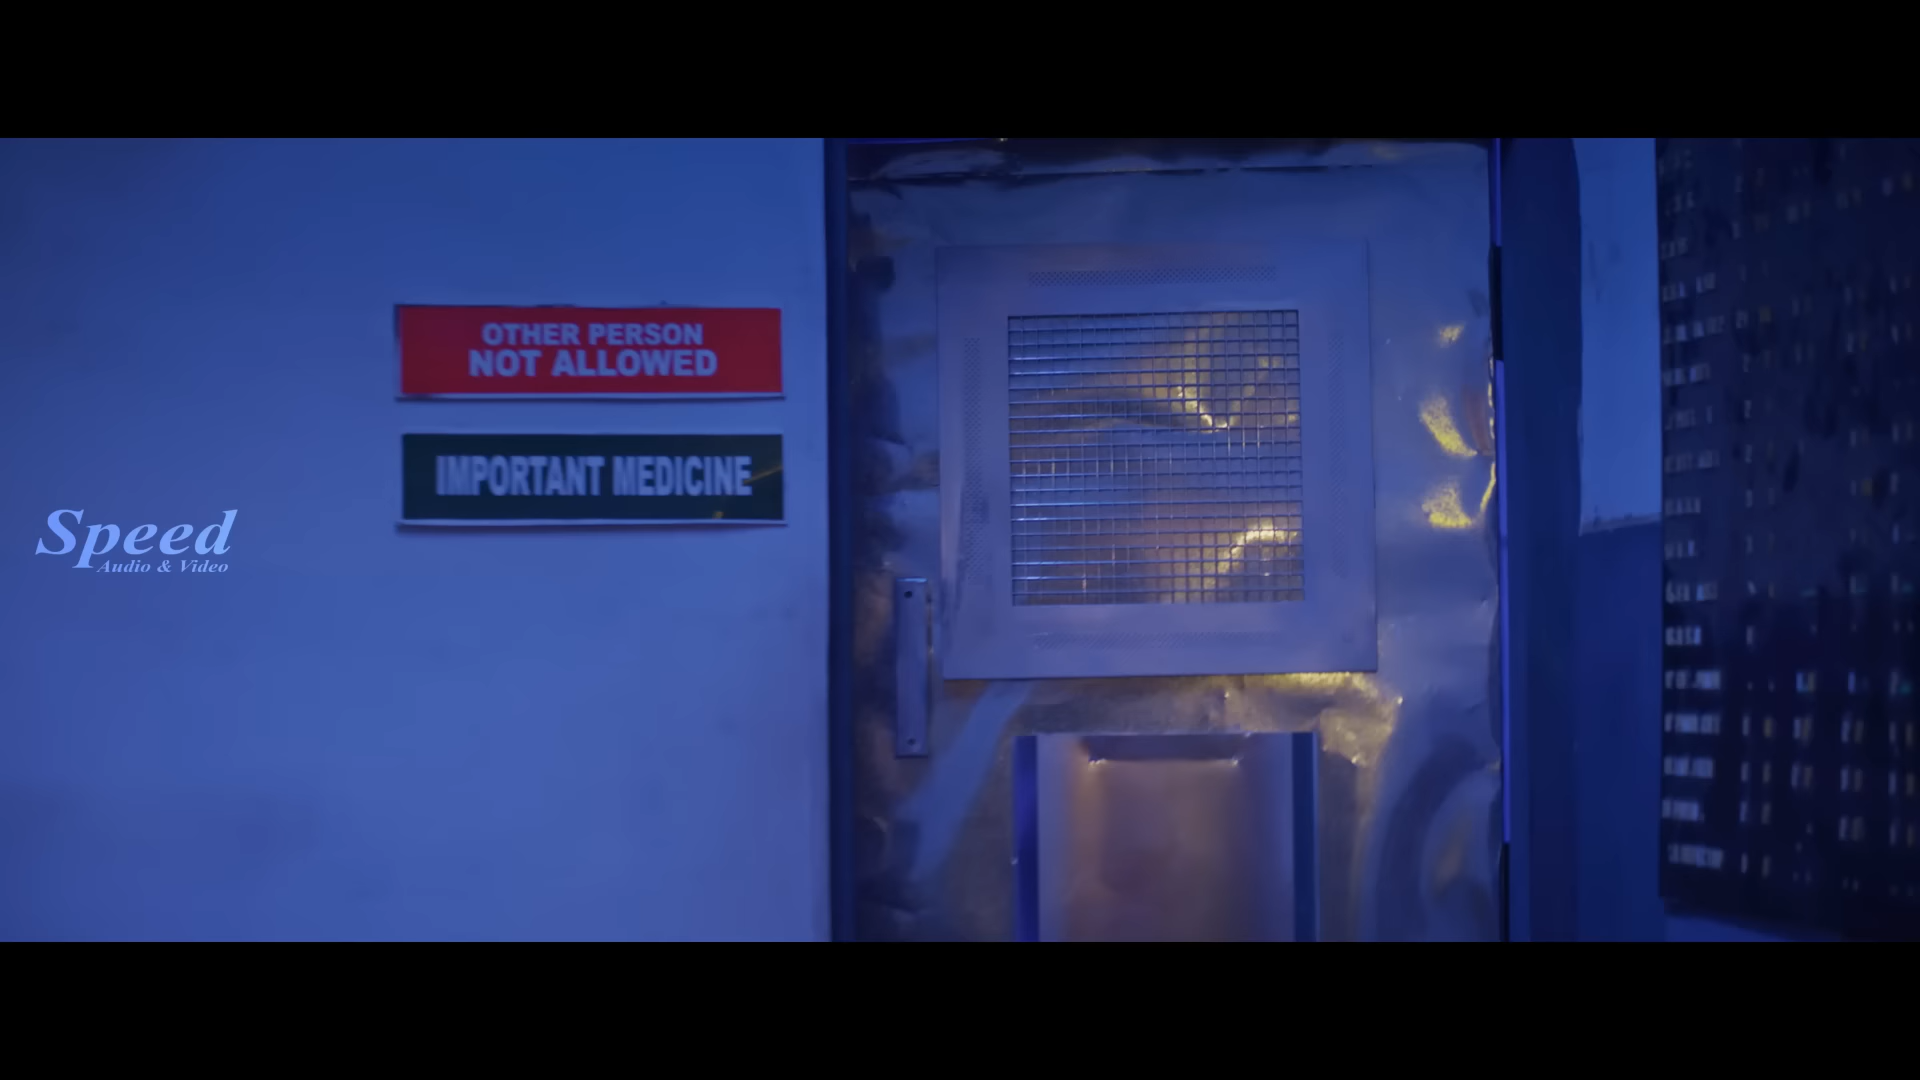 OTHER PERSON
NOT ALLOWED
IMPORTANT MEDICINE
Speed
Audio & Video